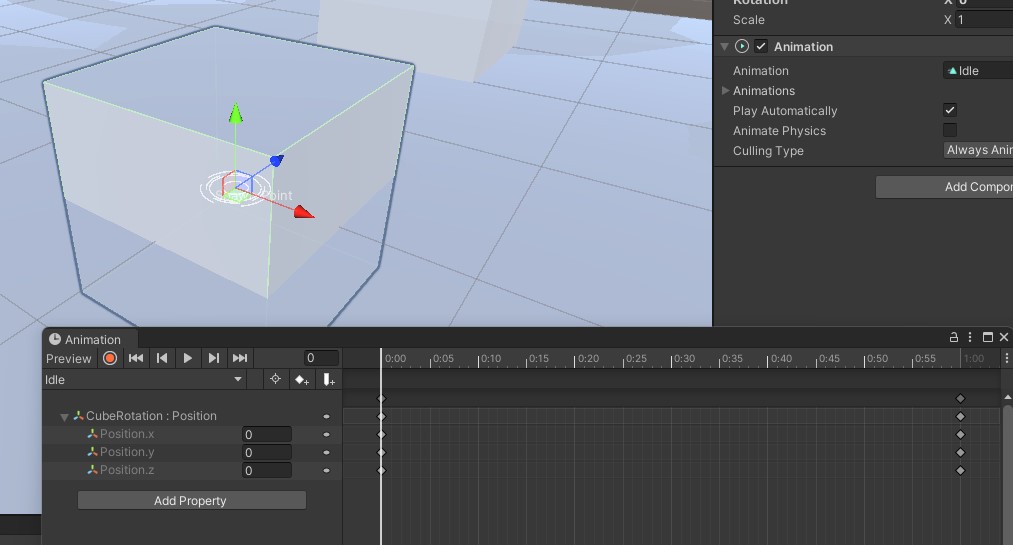 Rotation X 0
Scale X 1
Animation
Animation Idle
Animations
Play Automatically
Animate Physics
Culling Type Always Anim
Add Compon
Animation
Preview 0 0:00 0:05 0:10 0:15 0:20 0:25 0:30 0:35 0:40 0:45 0:50 0:55 1:00
Idle
CubeRotation : Position
Position.x 0
Position.y 0
Position.z 0
Add Property